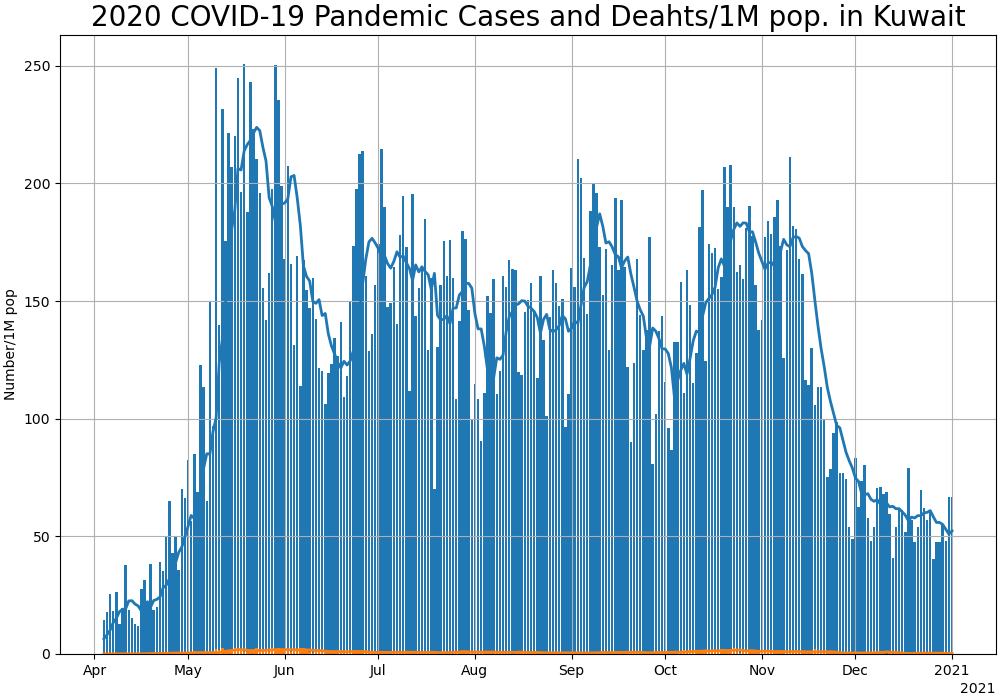 2020 COVID-19 Pandemic Cases and Deahts/1M pop. in Kuwait
Number/1M pop
250
200
150
100
50
0
Apr May Jun Jul Aug Sep Oct Nov Dec 2021
2021